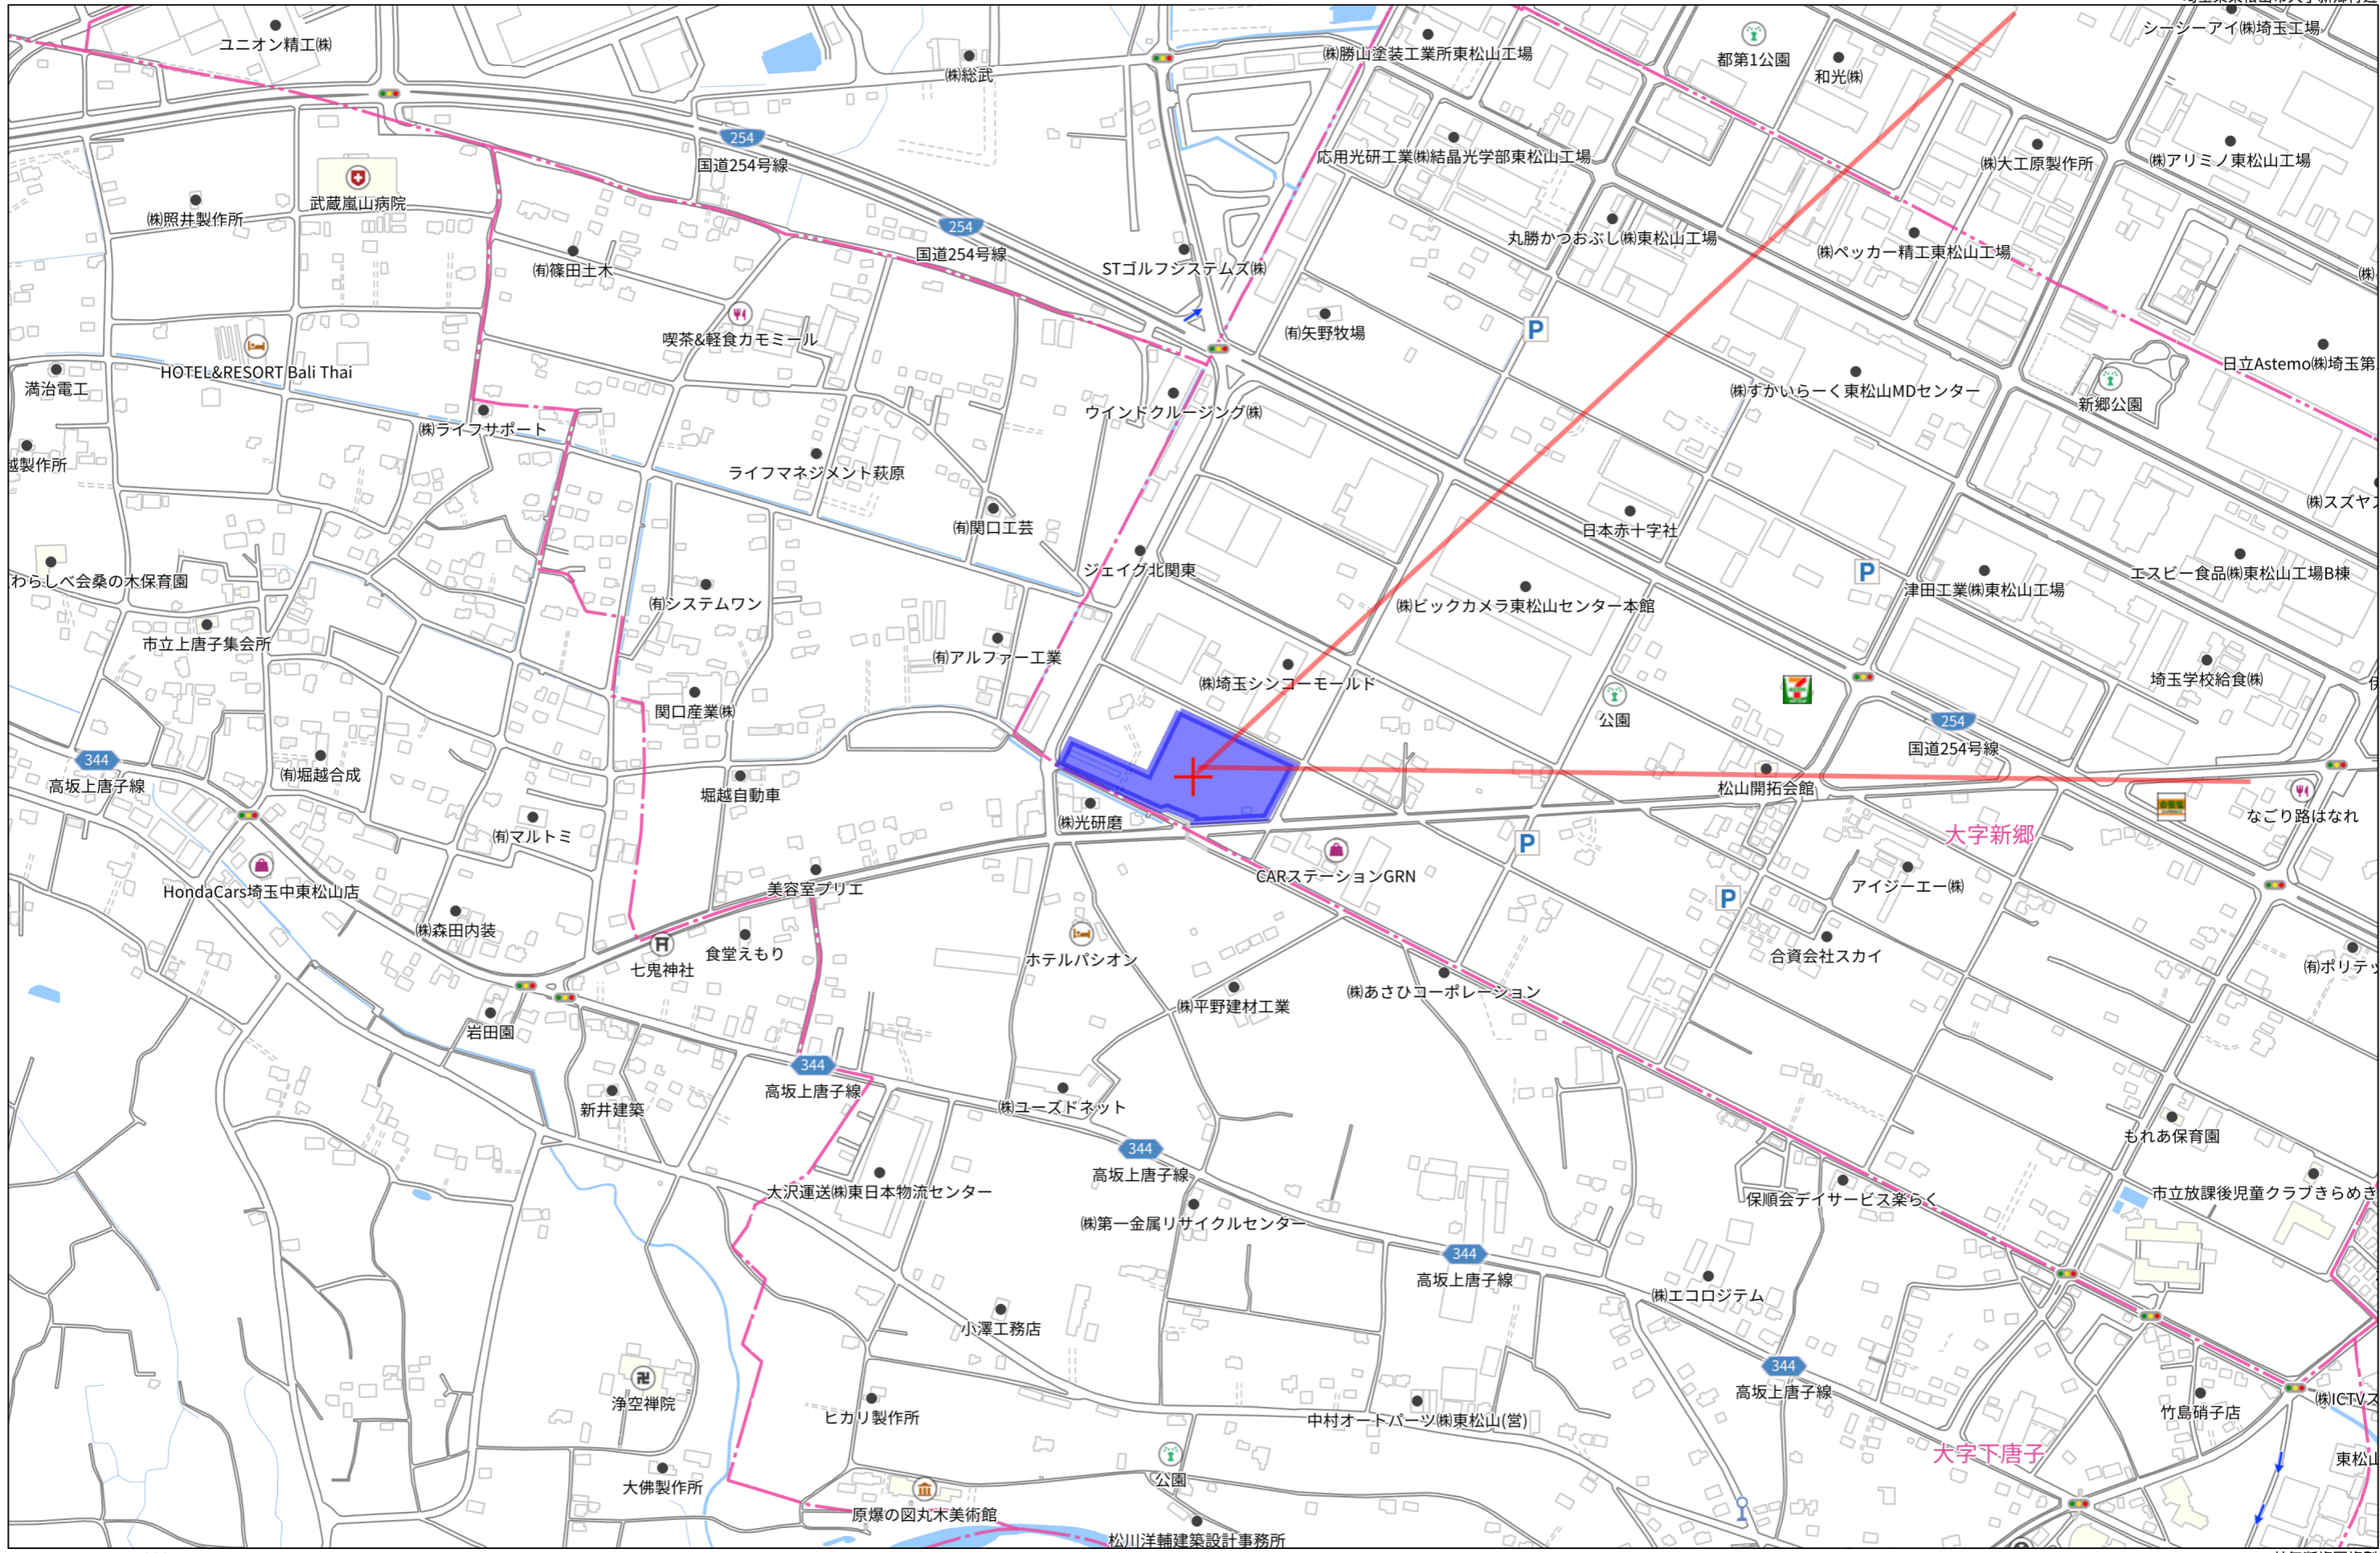 ユニオン精工㈱
㈱総武
㈱勝山塗装工業所東松山工場
都第1公園
和光㈱
シーシーアイ㈱埼玉工場
254
国道254号線
応用光研工業㈱結晶光学部東松山工場
㈱大工原製作所
㈱アリミノ東松山工場
武蔵嵐山病院
㈱照井製作所
254
国道254号線
丸勝かつおぶし㈱東松山工場
㈱ペッカー精工東松山工場
㈲篠田土木
STゴルフシステムズ㈱
㈱
喫茶&軽食カモミール
㈲矢野牧場
P
HOTEL&RESORT Bali Thai
満治電工
日立Astemo㈱埼玉第
㈱すかいらーく東松山MDセンター
新郷公園
ウインドクルージング㈱
㈱ライフサポート
越製作所
ライフマネジメント萩原
㈱スズヤ
㈲関口工芸
日本赤十字社
ジェイグ北関東
P
エスビー食品㈱東松山工場B棟
わらしべ会桑の木保育園
津田工業㈱東松山工場
㈲システムワン
㈱ビックカメラ東松山センター本館
市立上唐子集会所
㈲アルファー工業
㈱埼玉シンコーモールド
埼玉学校給食㈱
関口産業㈱
公園
254
国道254号線
344
高坂上唐子線
㈲堀越合成
堀越自動車
松山開拓会館
㈱光研磨
なごり路はなれ
㈲マルトミ
大字新郷
P
HondaCars埼玉中東松山店
美容室プリエ
CARステーションGRN
アイジーエー㈱
P
㈱森田内装
食堂えもり
七鬼神社
ホテルパシオン
合資会社スカイ
㈲ポリテッ
㈱あさひコーポレーション
㈱平野建材工業
岩田園
344
高坂上唐子線
新井建築
㈱ユーズドネット
もれあ保育園
344
高坂上唐子線
大沢運送㈱東日本物流センター
保順会デイサービス楽らく
市立放課後児童クラブきらめき
㈱第一金属リサイクルセンター
344
高坂上唐子線
㈱エコロジテム
小澤工務店
344
高坂上唐子線
浄空禅院
㈱ICTVス
ヒカリ製作所
中村オートパーツ㈱東松山(営)
竹島硝子店
大字下唐子
東松山
公園
大佛製作所
原爆の図丸木美術館
松川洋輔建築設計事務所